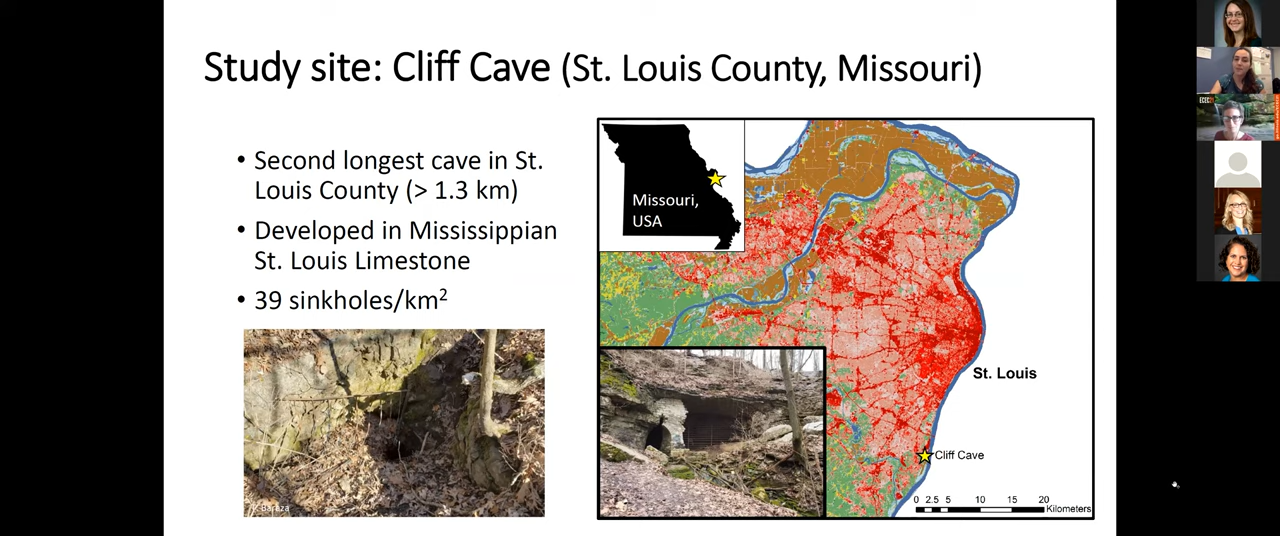 Study site: Cliff Cave (St. Louis County, Missouri)
• Second longest cave in St.
Louis County (> 1.3 km)
• Developed in Mississippian
St. Louis Limestone
• 39 sinkholes/km²
Baraza
Missouri,
USA
St. Louis
Cliff Cave
0 2.5 5 10 15 20
Kilometers